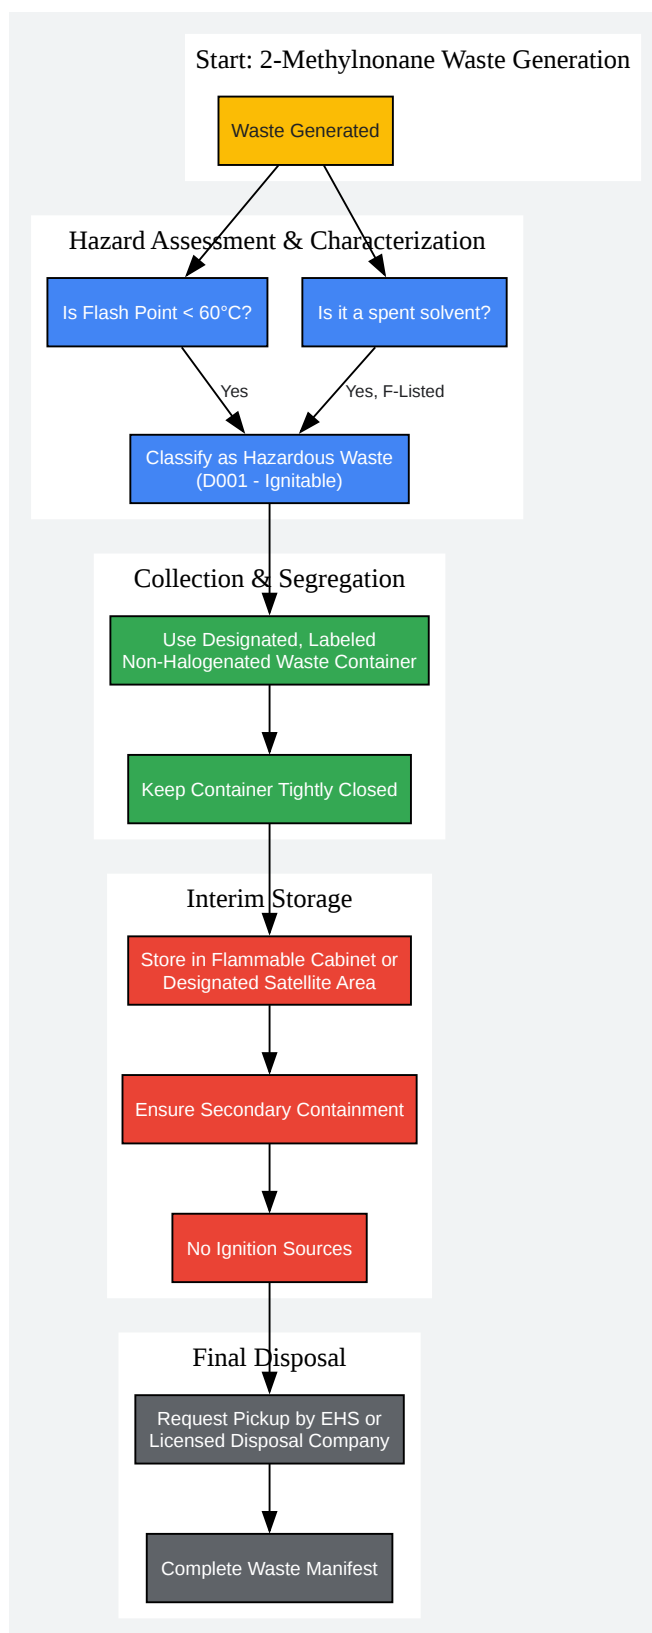 Start: 2-Methylnonane Waste Generation
Waste Generated
Hazard Assessment & Characterization
Is Flash Point < 60°C?
Is it a spent solvent?
Yes
Yes, F-Listed
Classify as Hazardous Waste
(D001 - Ignitable)
Collection & Segregation
Use Designated, Labeled
Non-Halogenated Waste Container
Keep Container Tightly Closed
Interim Storage
Store in Flammable Cabinet or
Designated Satellite Area
Ensure Secondary Containment
No Ignition Sources
Final Disposal
Request Pickup by EHS or
Licensed Disposal Company
Complete Waste Manifest